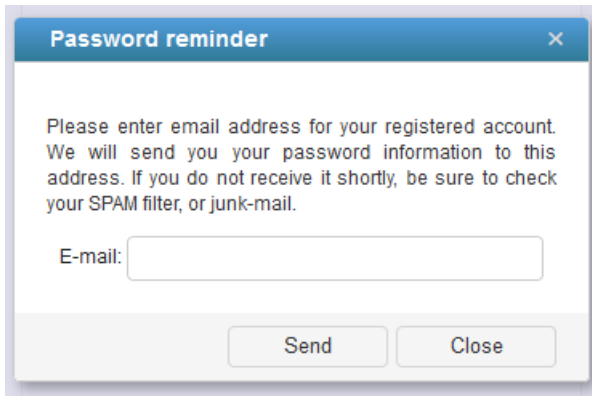 Password reminder ×
Please enter email address for your registered account.
We will send you your password information to this
address. If you do not receive it shortly, be sure to check
your SPAM filter, or junk-mail.
E-mail:
Send Close